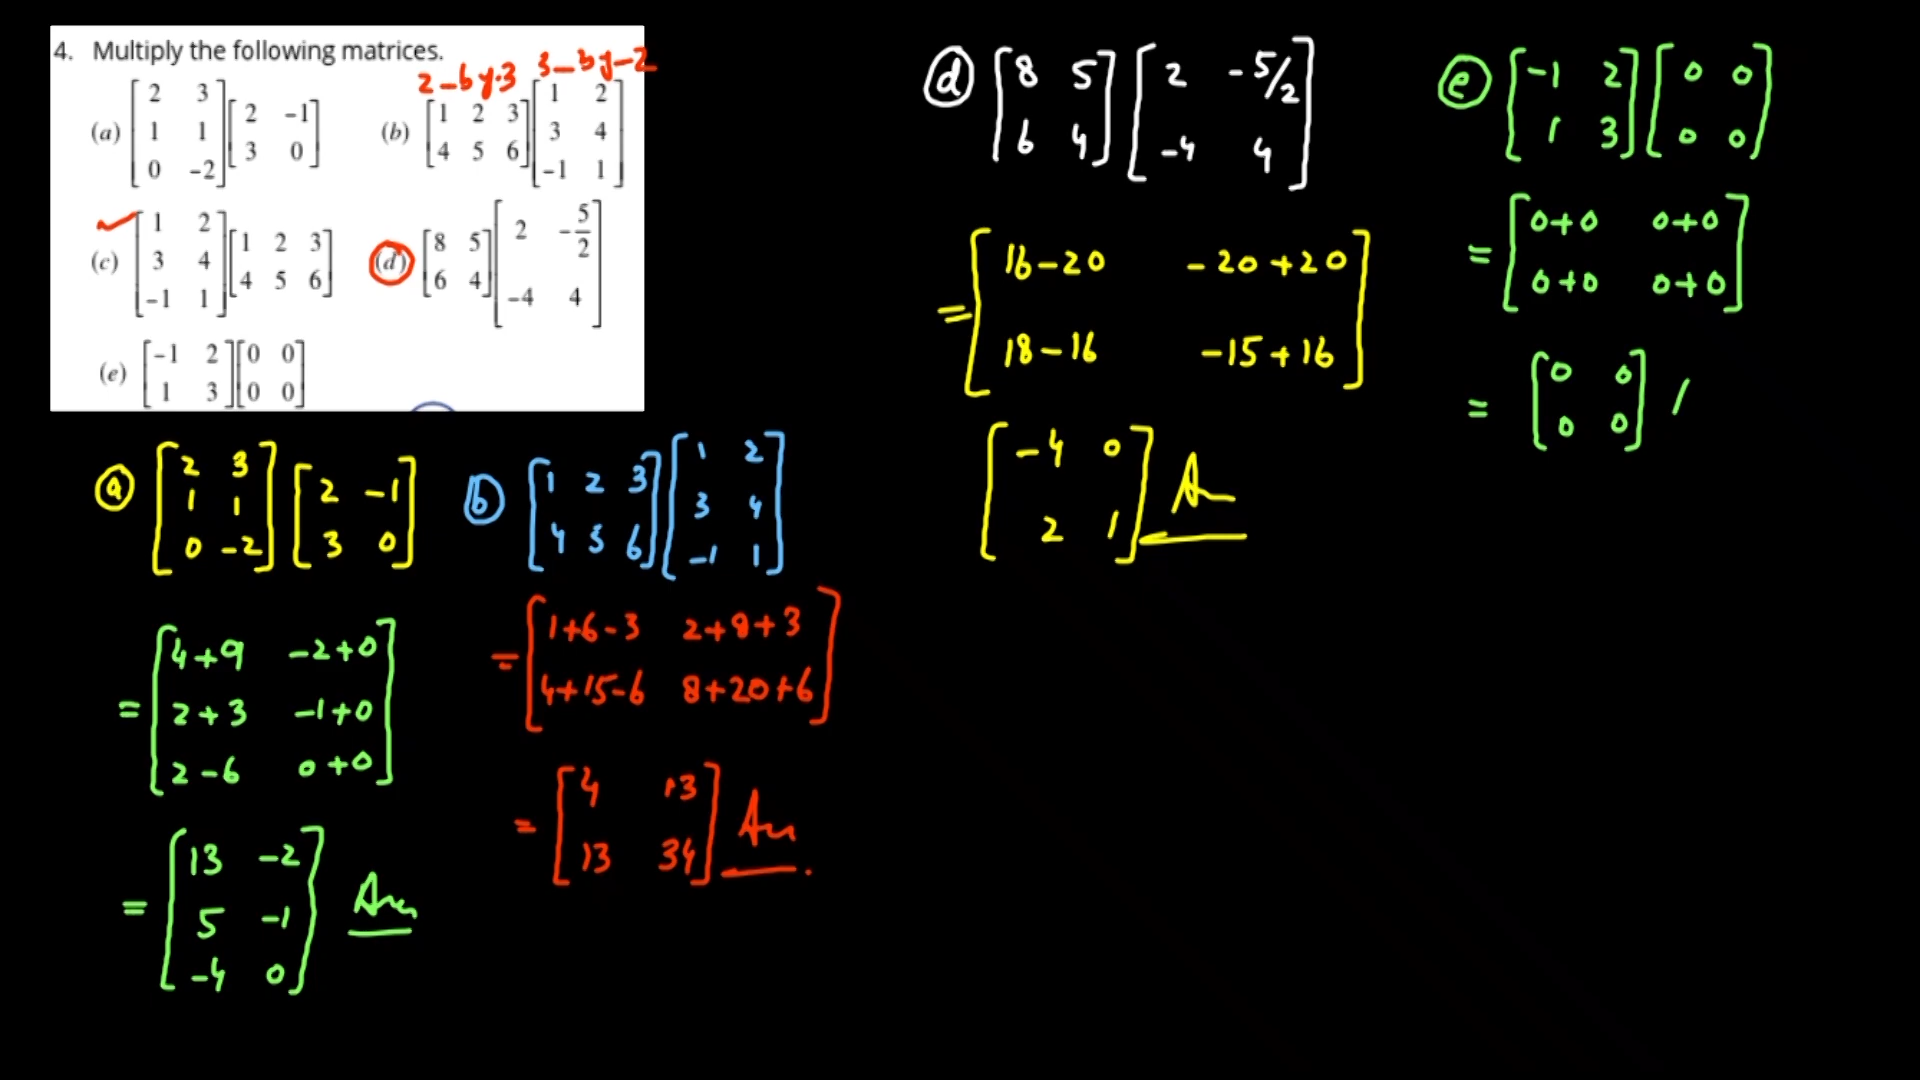 4. Multiply the following matrices.
2-by-3 3-by-2
(a) [2 3
1 1
0 -2] [2 -1
3 0]
(b) [1 2 3
4 5 6] [1 2
3 4
-1 1]
(c) [1 2
3 4
-1 1] [1 2 3
4 5 6]
(d) [8 5
6 4] [2 -5/2
-4 4]
(e) [-1 2
1 3] [0 0
0 0]
(a) [2 3
1 1
0 -2] [2 -1
3 0]
= [4+9 -2+0
2+3 -1+0
2-6 0+0]
= [13 -2
5 -1
-4 0] Ans
(b) [1 2 3
4 5 6] [1 2
3 4
-1 1]
= [1+6-3 2+8+3
4+15-6 8+20+6]
= [4 13
13 34] An
(d) [8 5
6 4] [2 -5/2
-4 4]
= [16-20 -20+20
18-16 -15+16]
[-4 0
2 1] An
(e) [-1 2
1 3] [0 0
0 0]
= [0+0 0+0
0+0 0+0]
= [0 0
0 0] /